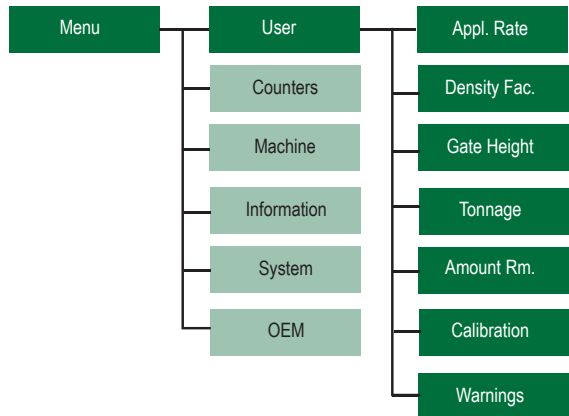 Menu
User
Appl. Rate
Counters
Density Fac.
Machine
Gate Height
Information
Tonnage
System
Amount Rm.
OEM
Calibration
Warnings